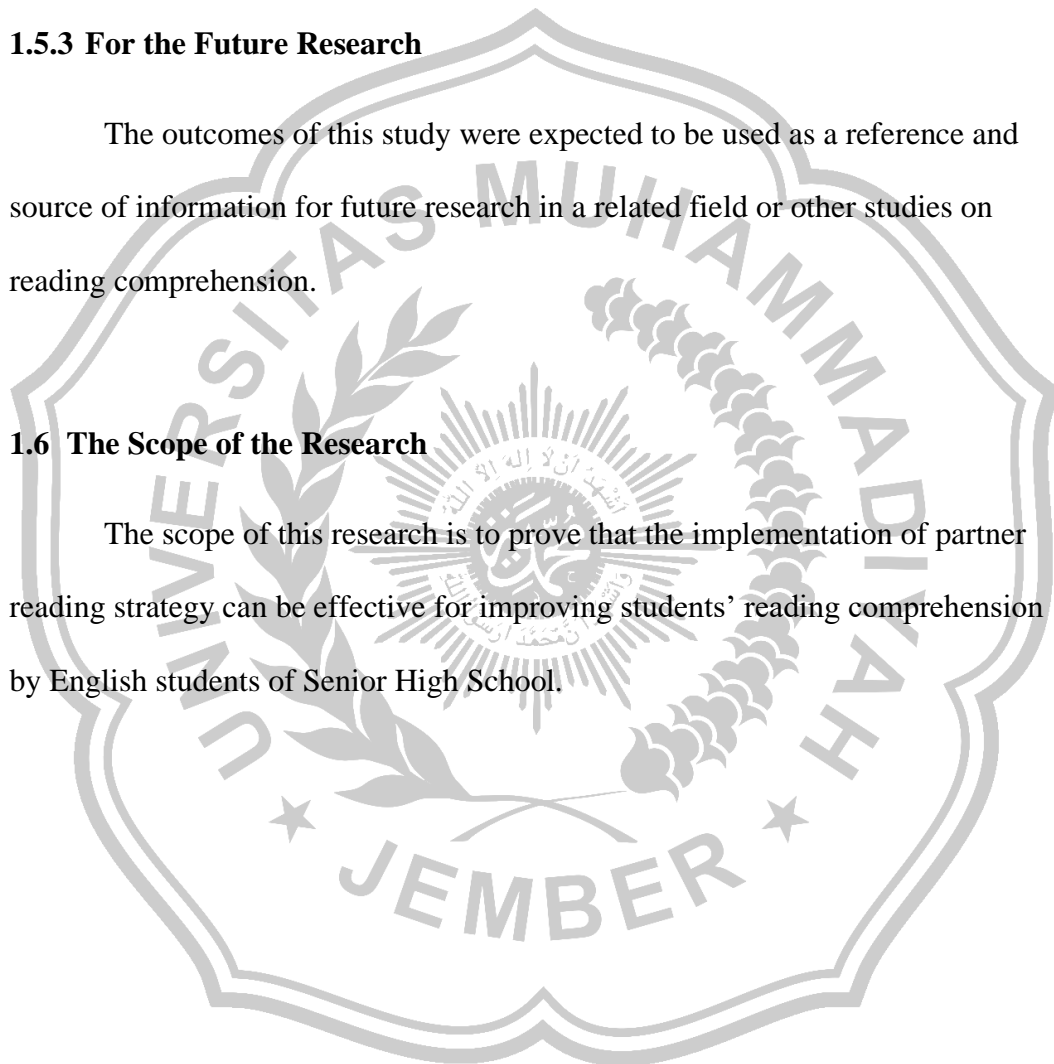 1.5.3 For the Future Research
The outcomes of this study were expected to be used as a reference and
source of information for future research in a related field or other studies on
reading comprehension.
1.6 The Scope of the Research
The scope of this research is to prove that the implementation of partner
reading strategy can be effective for improving students’ reading comprehension
by English students of Senior High School.
UNIVERSITAS MUHAMMADIYAH
JEMBER